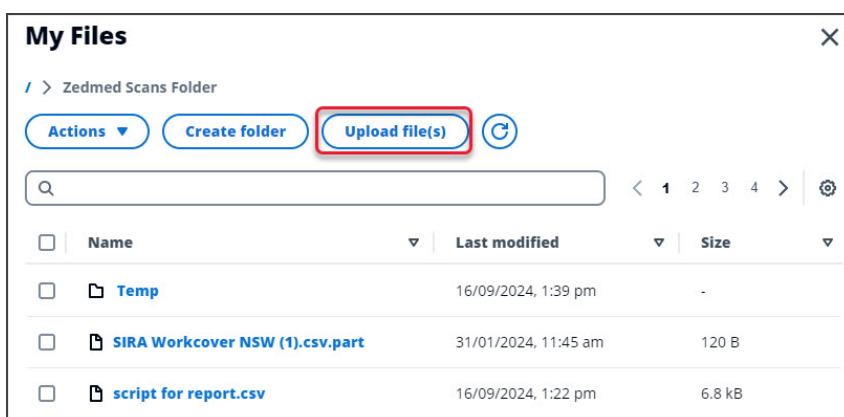 My Files
/ > Zedmed Scans Folder
Actions ▼ Create folder Upload file(s)
< 1 2 3 4 >
Name Last modified Size
Temp 16/09/2024, 1:39 pm -
SIRA Workcover NSW (1).csv.part 31/01/2024, 11:45 am 120 B
script for report.csv 16/09/2024, 1:22 pm 6.8 kB